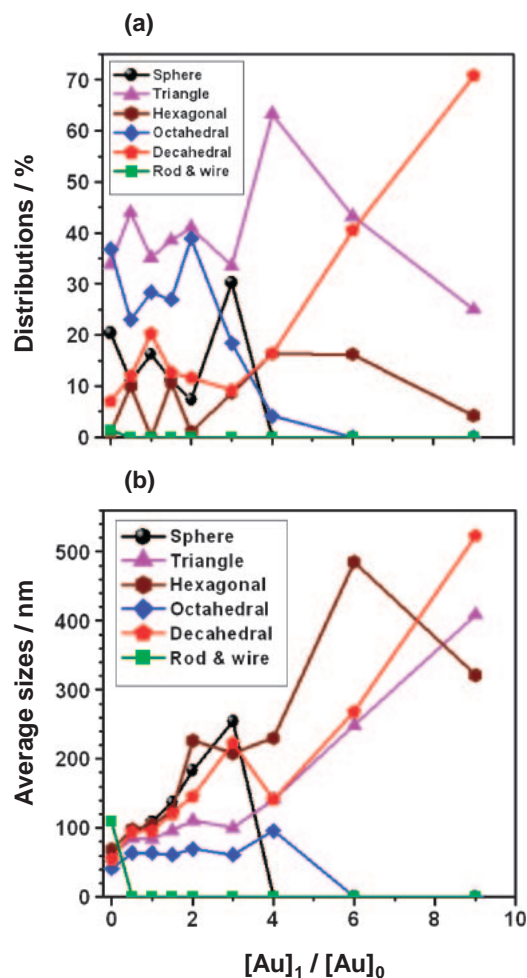 (a)
Distributions / %
70
60
50
40
30
20
10
0
Sphere
Triangle
Hexagonal
Octahedral
Decahedral
Rod & wire
(b)
Average sizes / nm
500
400
300
200
100
0
Sphere
Triangle
Hexagonal
Octahedral
Decahedral
Rod & wire
0 2 4 6 8 10
[Au]1 / [Au]0